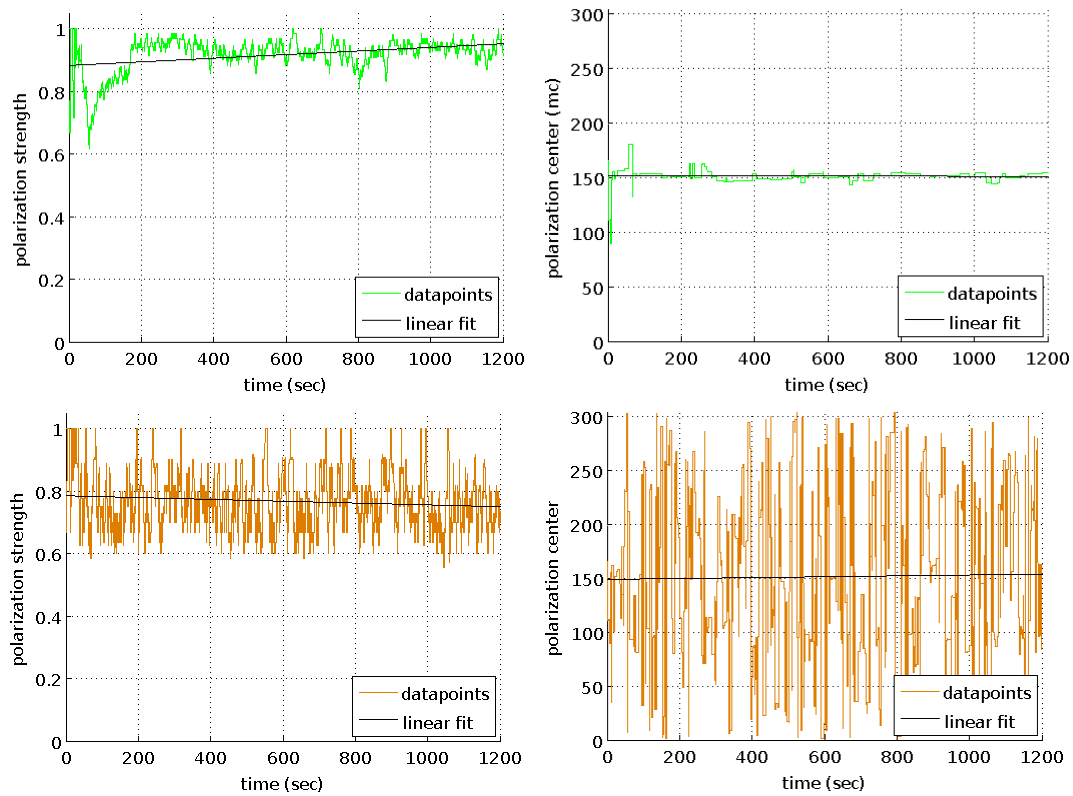 polarization strength
1
0.8
0.6
0.4
0.2
0
0 200 400 600 800 1000 1200
time (sec)
datapoints
linear fit
polarization center (mc)
300
250
200
150
100
50
0
0 200 400 600 800 1000 1200
time (sec)
datapoints
linear fit
polarization strength
1
0.8
0.6
0.4
0.2
0
0 200 400 600 800 1000 1200
time (sec)
datapoints
linear fit
polarization center
300
250
200
150
100
50
0
0 200 400 600 800 1000 1200
time (sec)
datapoints
linear fit